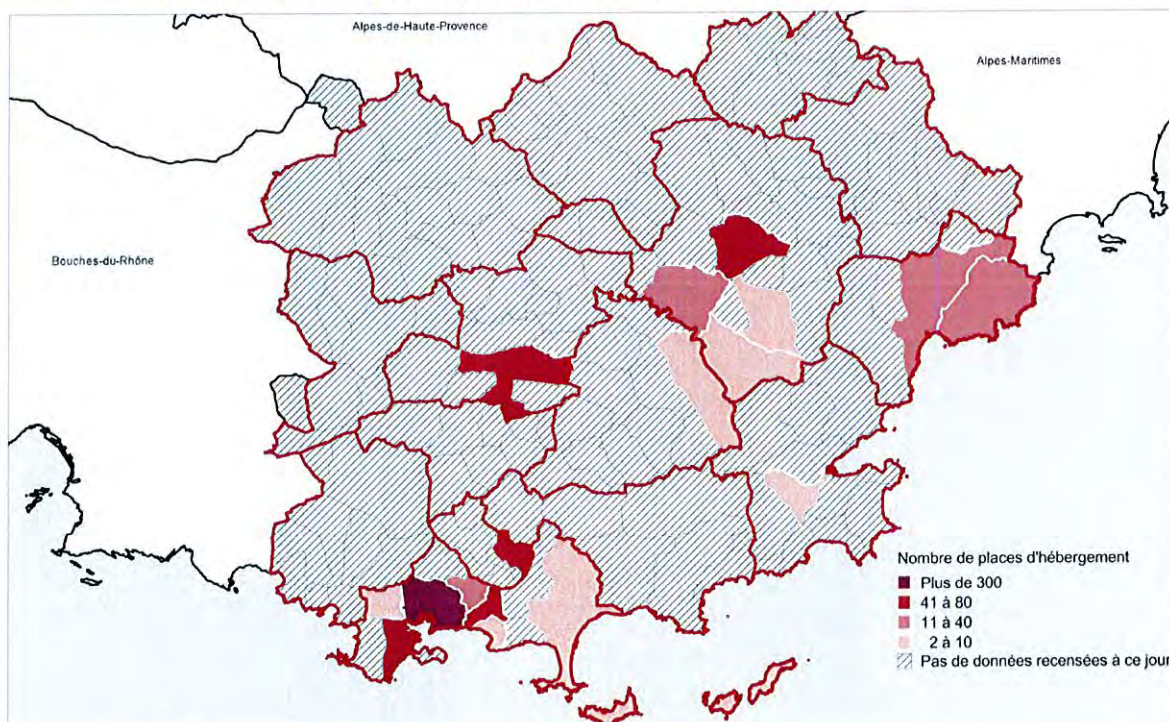 Alpes-de-Haute-Provence
Alpes-Maritimes
Bouches-du-Rhône
Nombre de places d'hébergement
Plus de 300
41 à 80
11 à 40
2 à 10
Pas de données recensées à ce jour